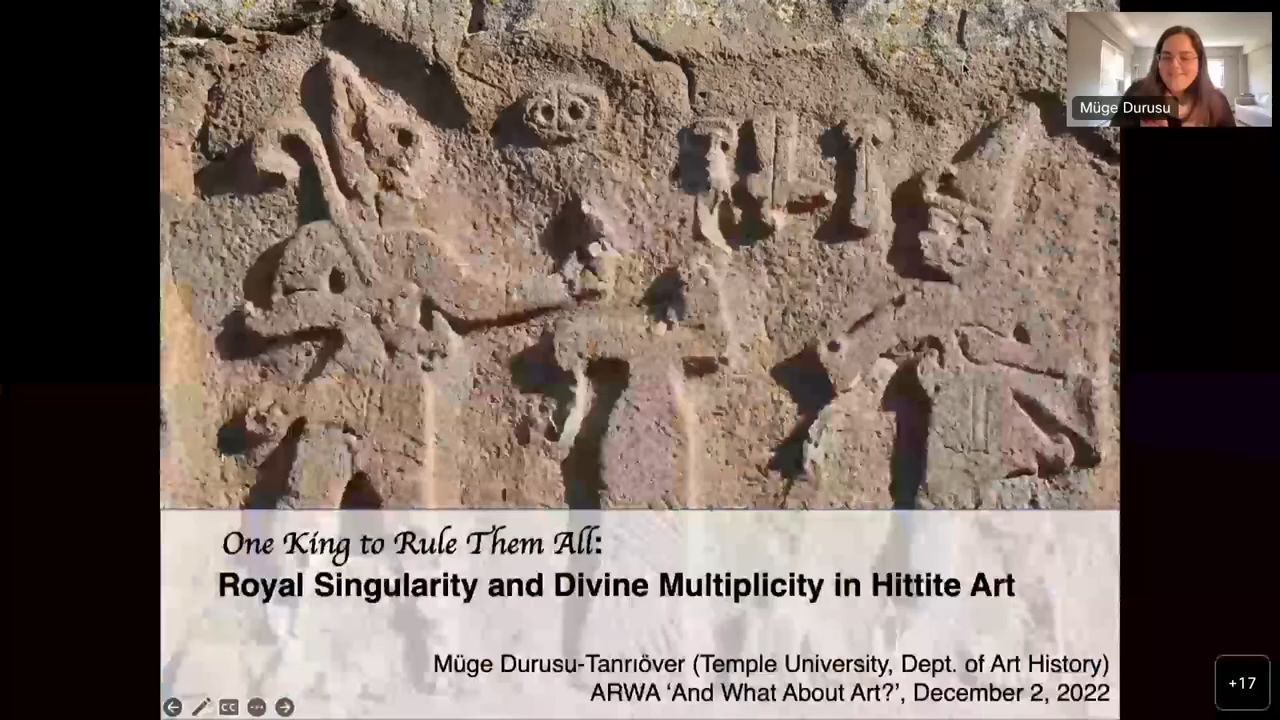 Müge Durusu
One King to Rule Them All:
Royal Singularity and Divine Multiplicity in Hittite Art
Müge Durusu-Tanrıöver (Temple University, Dept. of Art History)
ARWA ‘And What About Art?’, December 2, 2022
CC
+17